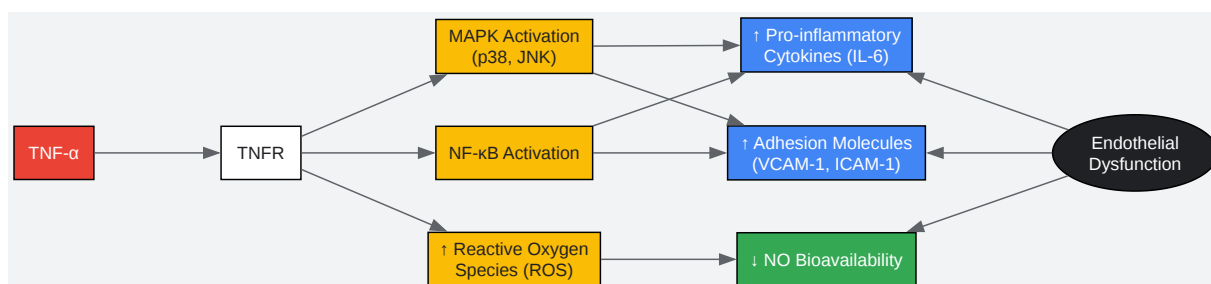 TNF-α
TNFR
MAPK Activation
(p38, JNK)
NF-κB Activation
↑ Reactive Oxygen
Species (ROS)
↑ Pro-inflammatory
Cytokines (IL-6)
↑ Adhesion Molecules
(VCAM-1, ICAM-1)
↓ NO Bioavailability
Endothelial
Dysfunction